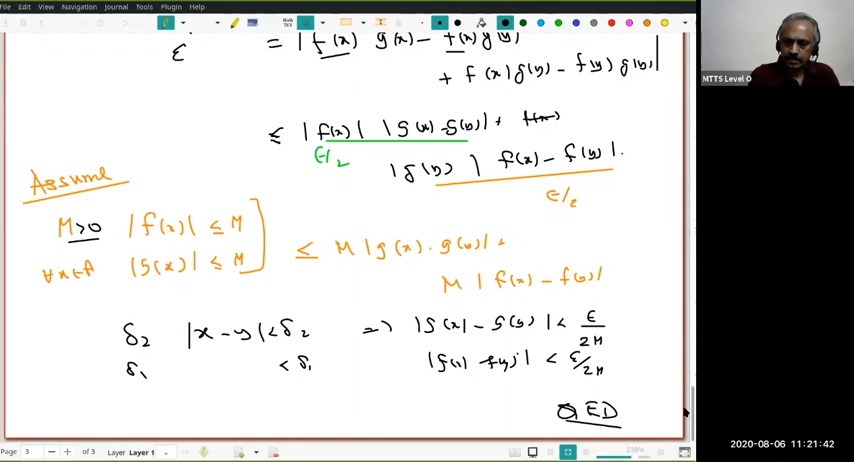 File Edit View Navigation Journal Tools Plugin Help
= | f(x) g(x) - f(x) g(y)
ε
+ f(x) g(y) - f(y) g(y) |
≤ | f(x) | | g(x) - g(y) | +
ε/2
| g(y) | f(x) - f(y) | .
ε/2
Assume
M>0 | f(x) | ≤ M
∀x∈A | g(x) | ≤ M
≤ M | g(x) - g(y) | +
M | f(x) - f(y) |
δ₂ | x - y | < δ₂ => | g(x) - g(y) | < ε/2M
δ₁ < δ₁ | f(x) - f(y) | < ε/2M
QED
MTTS Level O
Page 3 of 3 Layer Layer 1 238%
2020-08-06 11:21:42